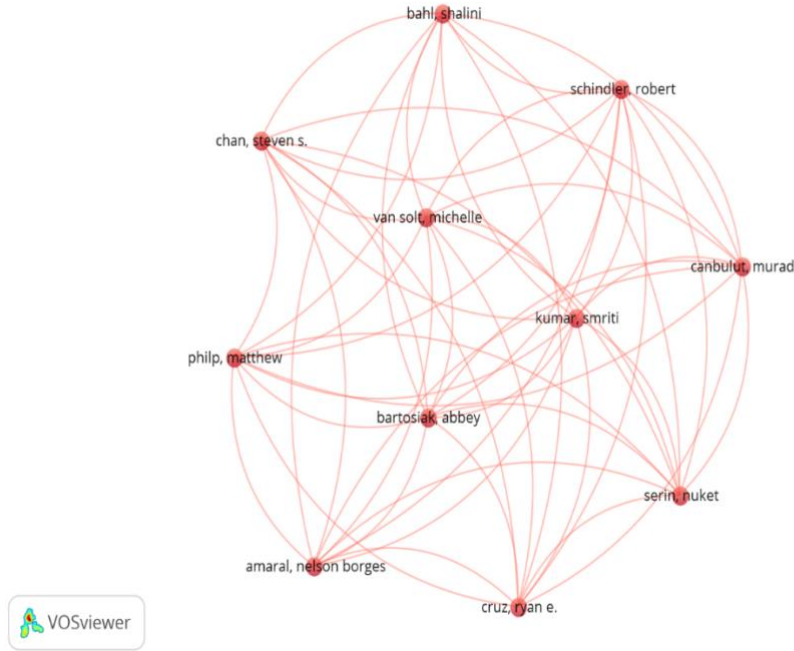 bahl, shalini
schindler, robert
chan, steven s.
van solt, michelle
canbulut, murad
kumar, smriti
philp, matthew
bartosiak, abbey
serin, nuket
amaral, nelson borges
cruz, ryan e.
VOSviewer